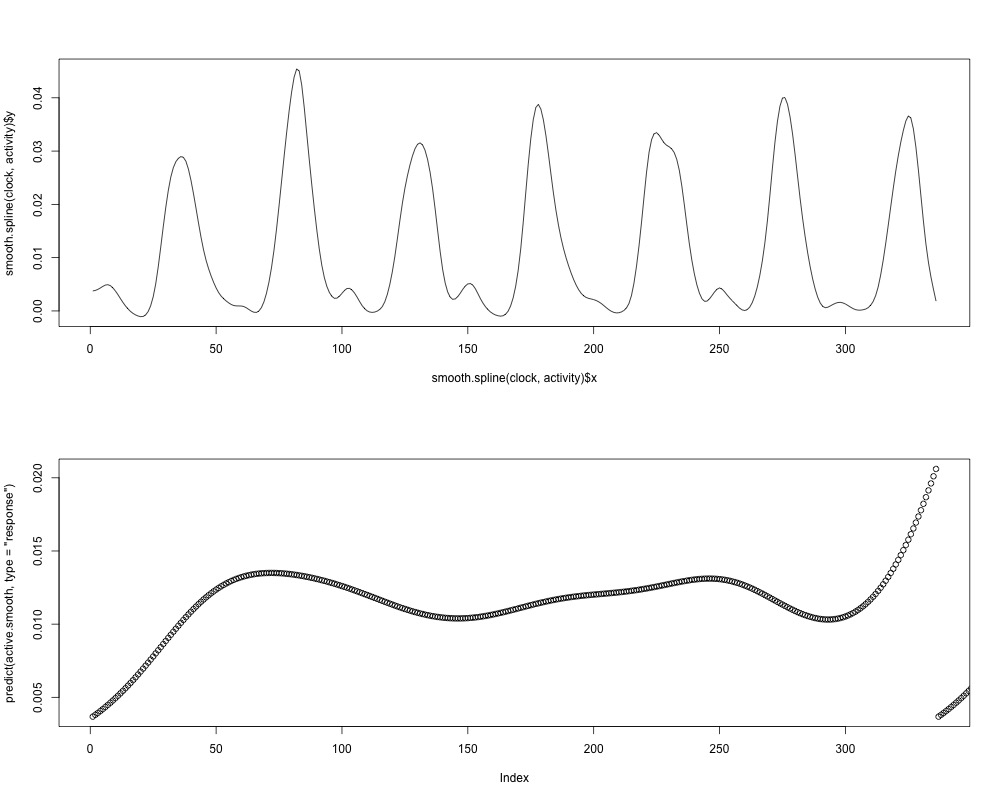 smooth.spline(clock, activity)$y
0.04
0.03
0.02
0.01
0.00
0 50 100 150 200 250 300
smooth.spline(clock, activity)$x
predict(active.smooth, type = "response")
0.020
0.015
0.010
0.005
0 50 100 150 200 250 300
Index